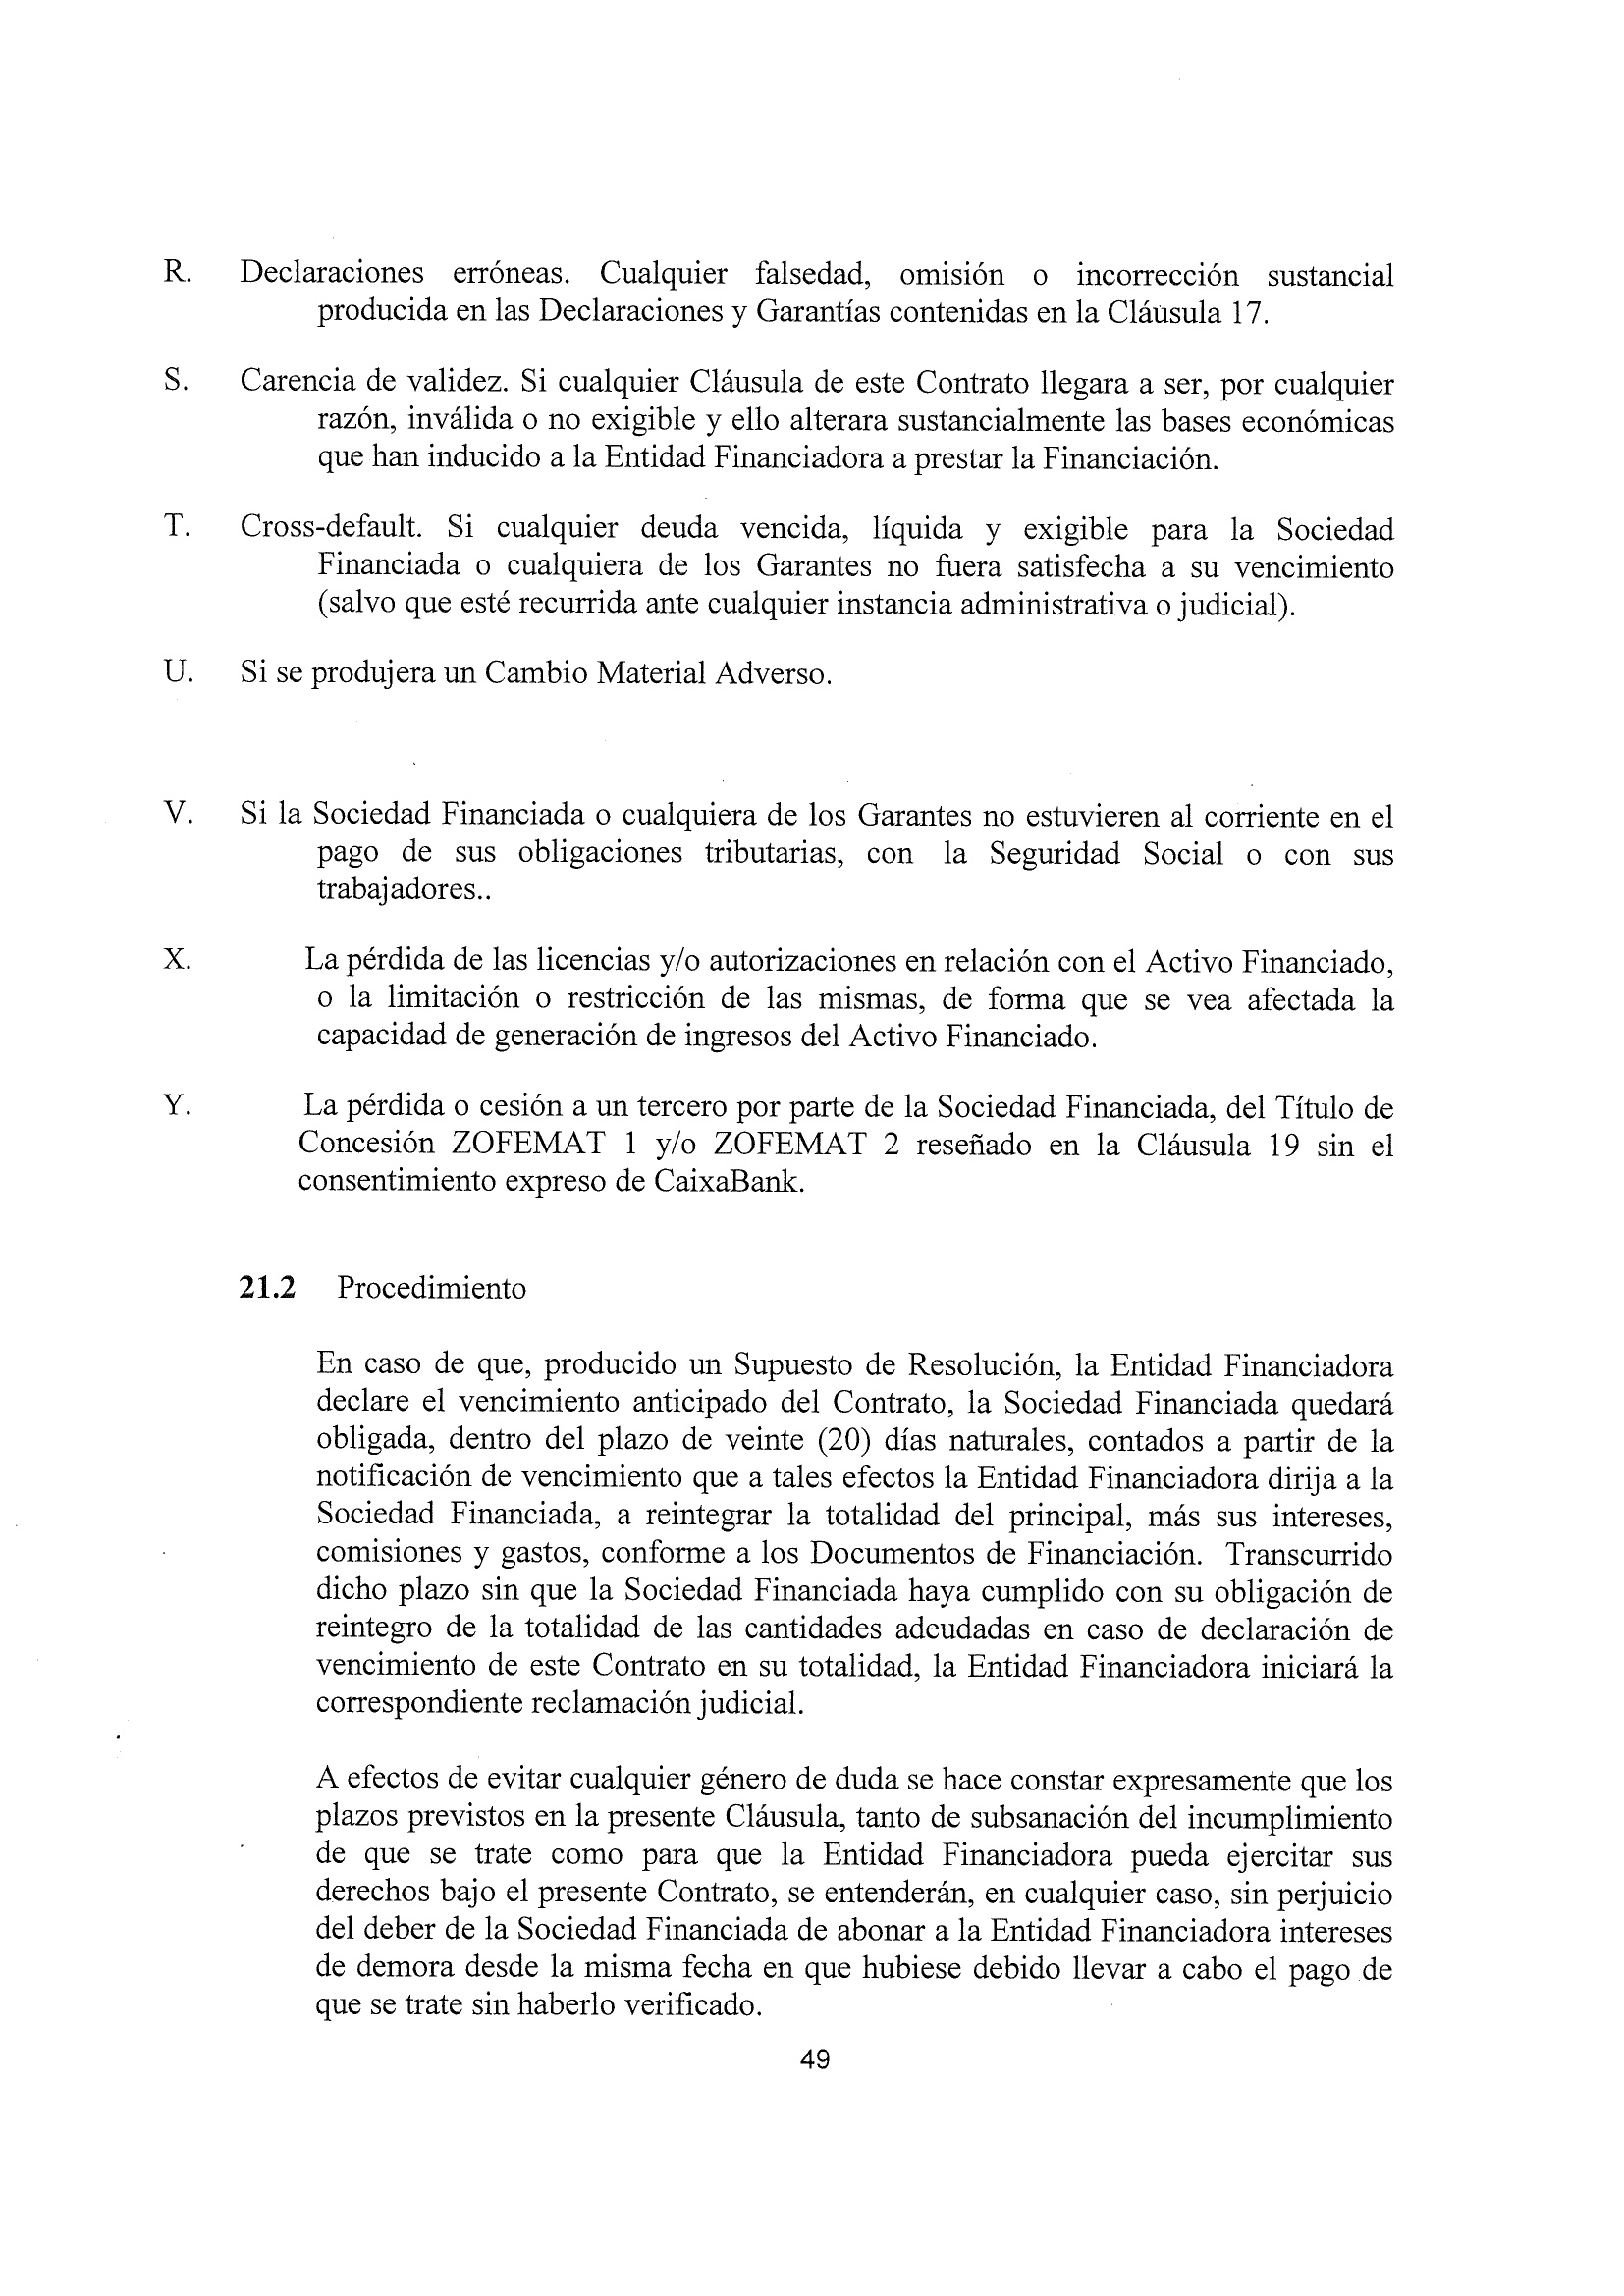 R. Declaraciones erróneas. Cualquier falsedad, omisión o incorrección sustancial
producida en las Declaraciones y Garantías contenidas en la Cláusula 17.
S. Carencia de validez. Si cualquier Cláusula de este Contrato llegara a ser, por cualquier
razón, inválida o no exigible y ello alterara sustancialmente las bases económicas
que han inducido a la Entidad Financiadora a prestar la Financiación.
T. Cross-default. Si cualquier deuda vencida, líquida y exigible para la Sociedad
Financiada o cualquiera de los Garantes no fuera satisfecha a su vencimiento
(salvo que esté recurrida ante cualquier instancia administrativa o judicial).
U. Si se produjera un Cambio Material Adverso.
V. Si la Sociedad Financiada o cualquiera de los Garantes no estuvieren al corriente en el
pago de sus obligaciones tributarias, con la Seguridad Social o con sus
trabajadores..
X. La pérdida de las licencias y/o autorizaciones en relación con el Activo Financiado,
o la limitación o restricción de las mismas, de forma que se vea afectada la
capacidad de generación de ingresos del Activo Financiado.
Y. La pérdida o cesión a un tercero por parte de la Sociedad Financiada, del Título de
Concesión ZOFEMAT 1 y/o ZOFEMAT 2 reseñado en la Cláusula 19 sin el
consentimiento expreso de CaixaBank.
21.2 Procedimiento
En caso de que, producido un Supuesto de Resolución, la Entidad Financiadora
declare el vencimiento anticipado del Contrato, la Sociedad Financiada quedará
obligada, dentro del plazo de veinte (20) días naturales, contados a partir de la
notificación de vencimiento que a tales efectos la Entidad Financiadora dirija a la
Sociedad Financiada, a reintegrar la totalidad del principal, más sus intereses,
comisiones y gastos, conforme a los Documentos de Financiación. Transcurrido
dicho plazo sin que la Sociedad Financiada haya cumplido con su obligación de
reintegro de la totalidad de las cantidades adeudadas en caso de declaración de
vencimiento de este Contrato en su totalidad, la Entidad Financiadora iniciará la
correspondiente reclamación judicial.
A efectos de evitar cualquier género de duda se hace constar expresamente que los
plazos previstos en la presente Cláusula, tanto de subsanación del incumplimiento
de que se trate como para que la Entidad Financiadora pueda ejercitar sus
derechos bajo el presente Contrato, se entenderán, en cualquier caso, sin perjuicio
del deber de la Sociedad Financiada de abonar a la Entidad Financiadora intereses
de demora desde la misma fecha en que hubiese debido llevar a cabo el pago de
que se trate sin haberlo verificado.
49